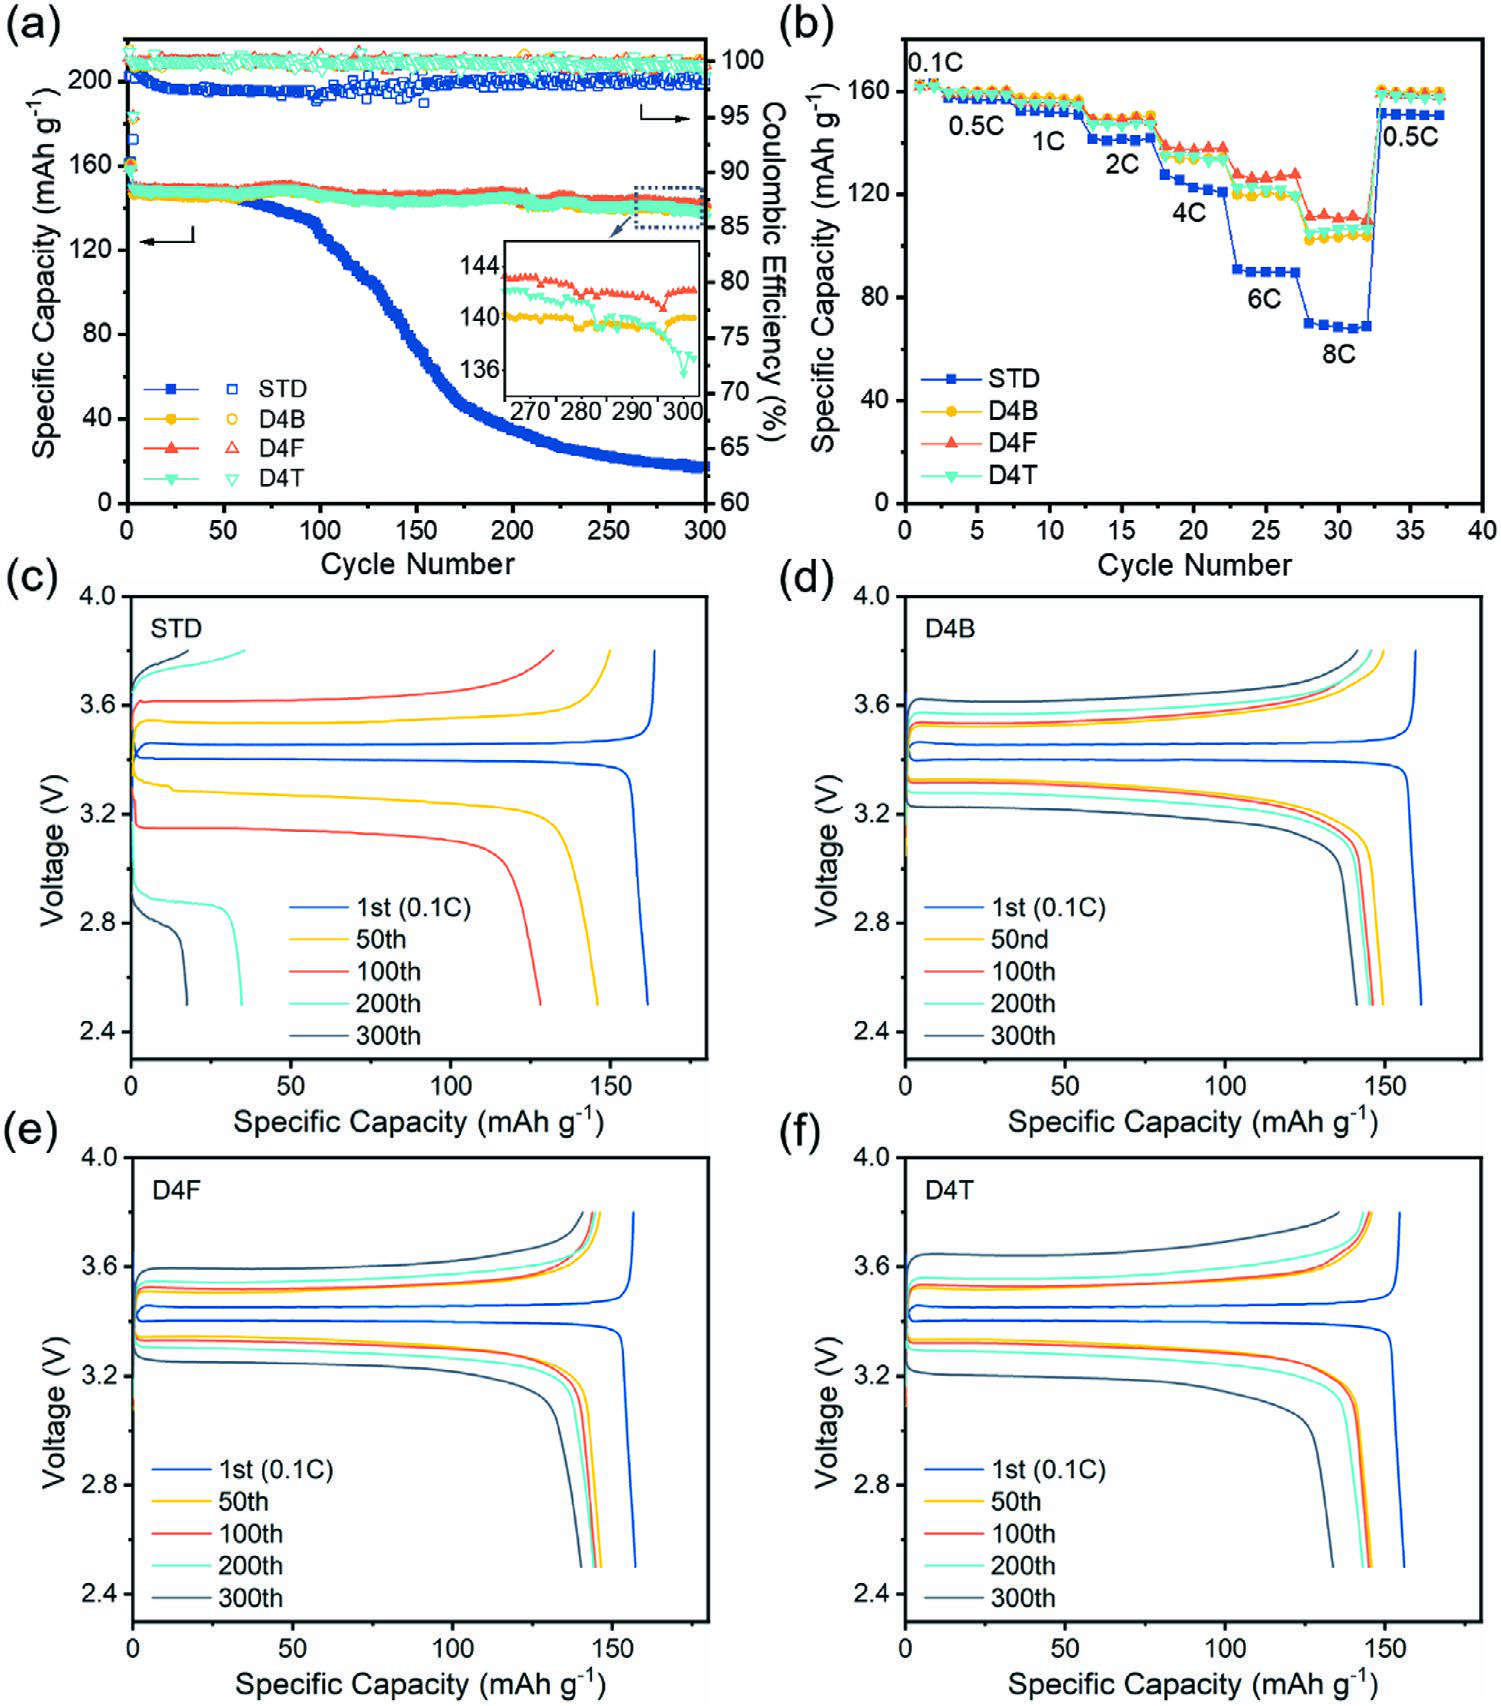 (a)
200
160
120
80
40
0
Specific Capacity (mAh g-1)
100
95
90
85
80
75
70
65
60
Coulombic Efficiency (%)
144
140
136
270 280 290 300
STD
D4B
D4F
D4T
0 50 100 150 200 250 300
Cycle Number
(b)
160
120
80
40
0
Specific Capacity (mAh g-1)
0.1C
0.5C
1C
2C
4C
6C
8C
0.5C
STD
D4B
D4F
D4T
0 5 10 15 20 25 30 35 40
Cycle Number
(c)
4.0
3.6
3.2
2.8
2.4
Voltage (V)
STD
1st (0.1C)
50th
100th
200th
300th
0 50 100 150
Specific Capacity (mAh g-1)
(d)
4.0
3.6
3.2
2.8
2.4
Voltage (V)
D4B
1st (0.1C)
50nd
100th
200th
300th
0 50 100 150
Specific Capacity (mAh g-1)
(e)
4.0
3.6
3.2
2.8
2.4
Voltage (V)
D4F
1st (0.1C)
50th
100th
200th
300th
0 50 100 150
Specific Capacity (mAh g-1)
(f)
4.0
3.6
3.2
2.8
2.4
Voltage (V)
D4T
1st (0.1C)
50th
100th
200th
300th
0 50 100 150
Specific Capacity (mAh g-1)